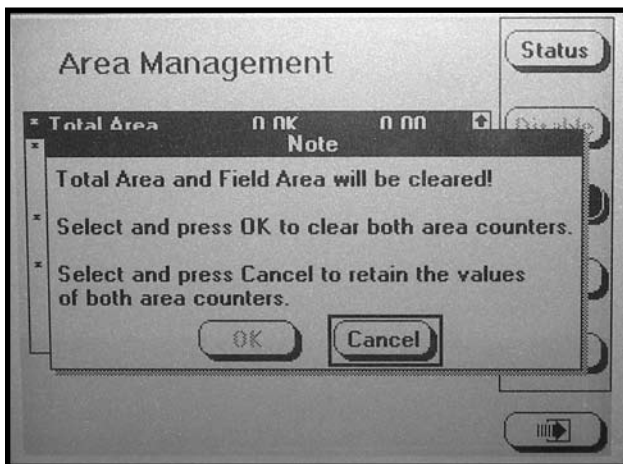 Area Management
Status
* Total Area 0.0K 0.00
Disable
Note
*
Total Area and Field Area will be cleared!
* Select and press OK to clear both area counters.
* Select and press Cancel to retain the values
of both area counters.
OK
Cancel